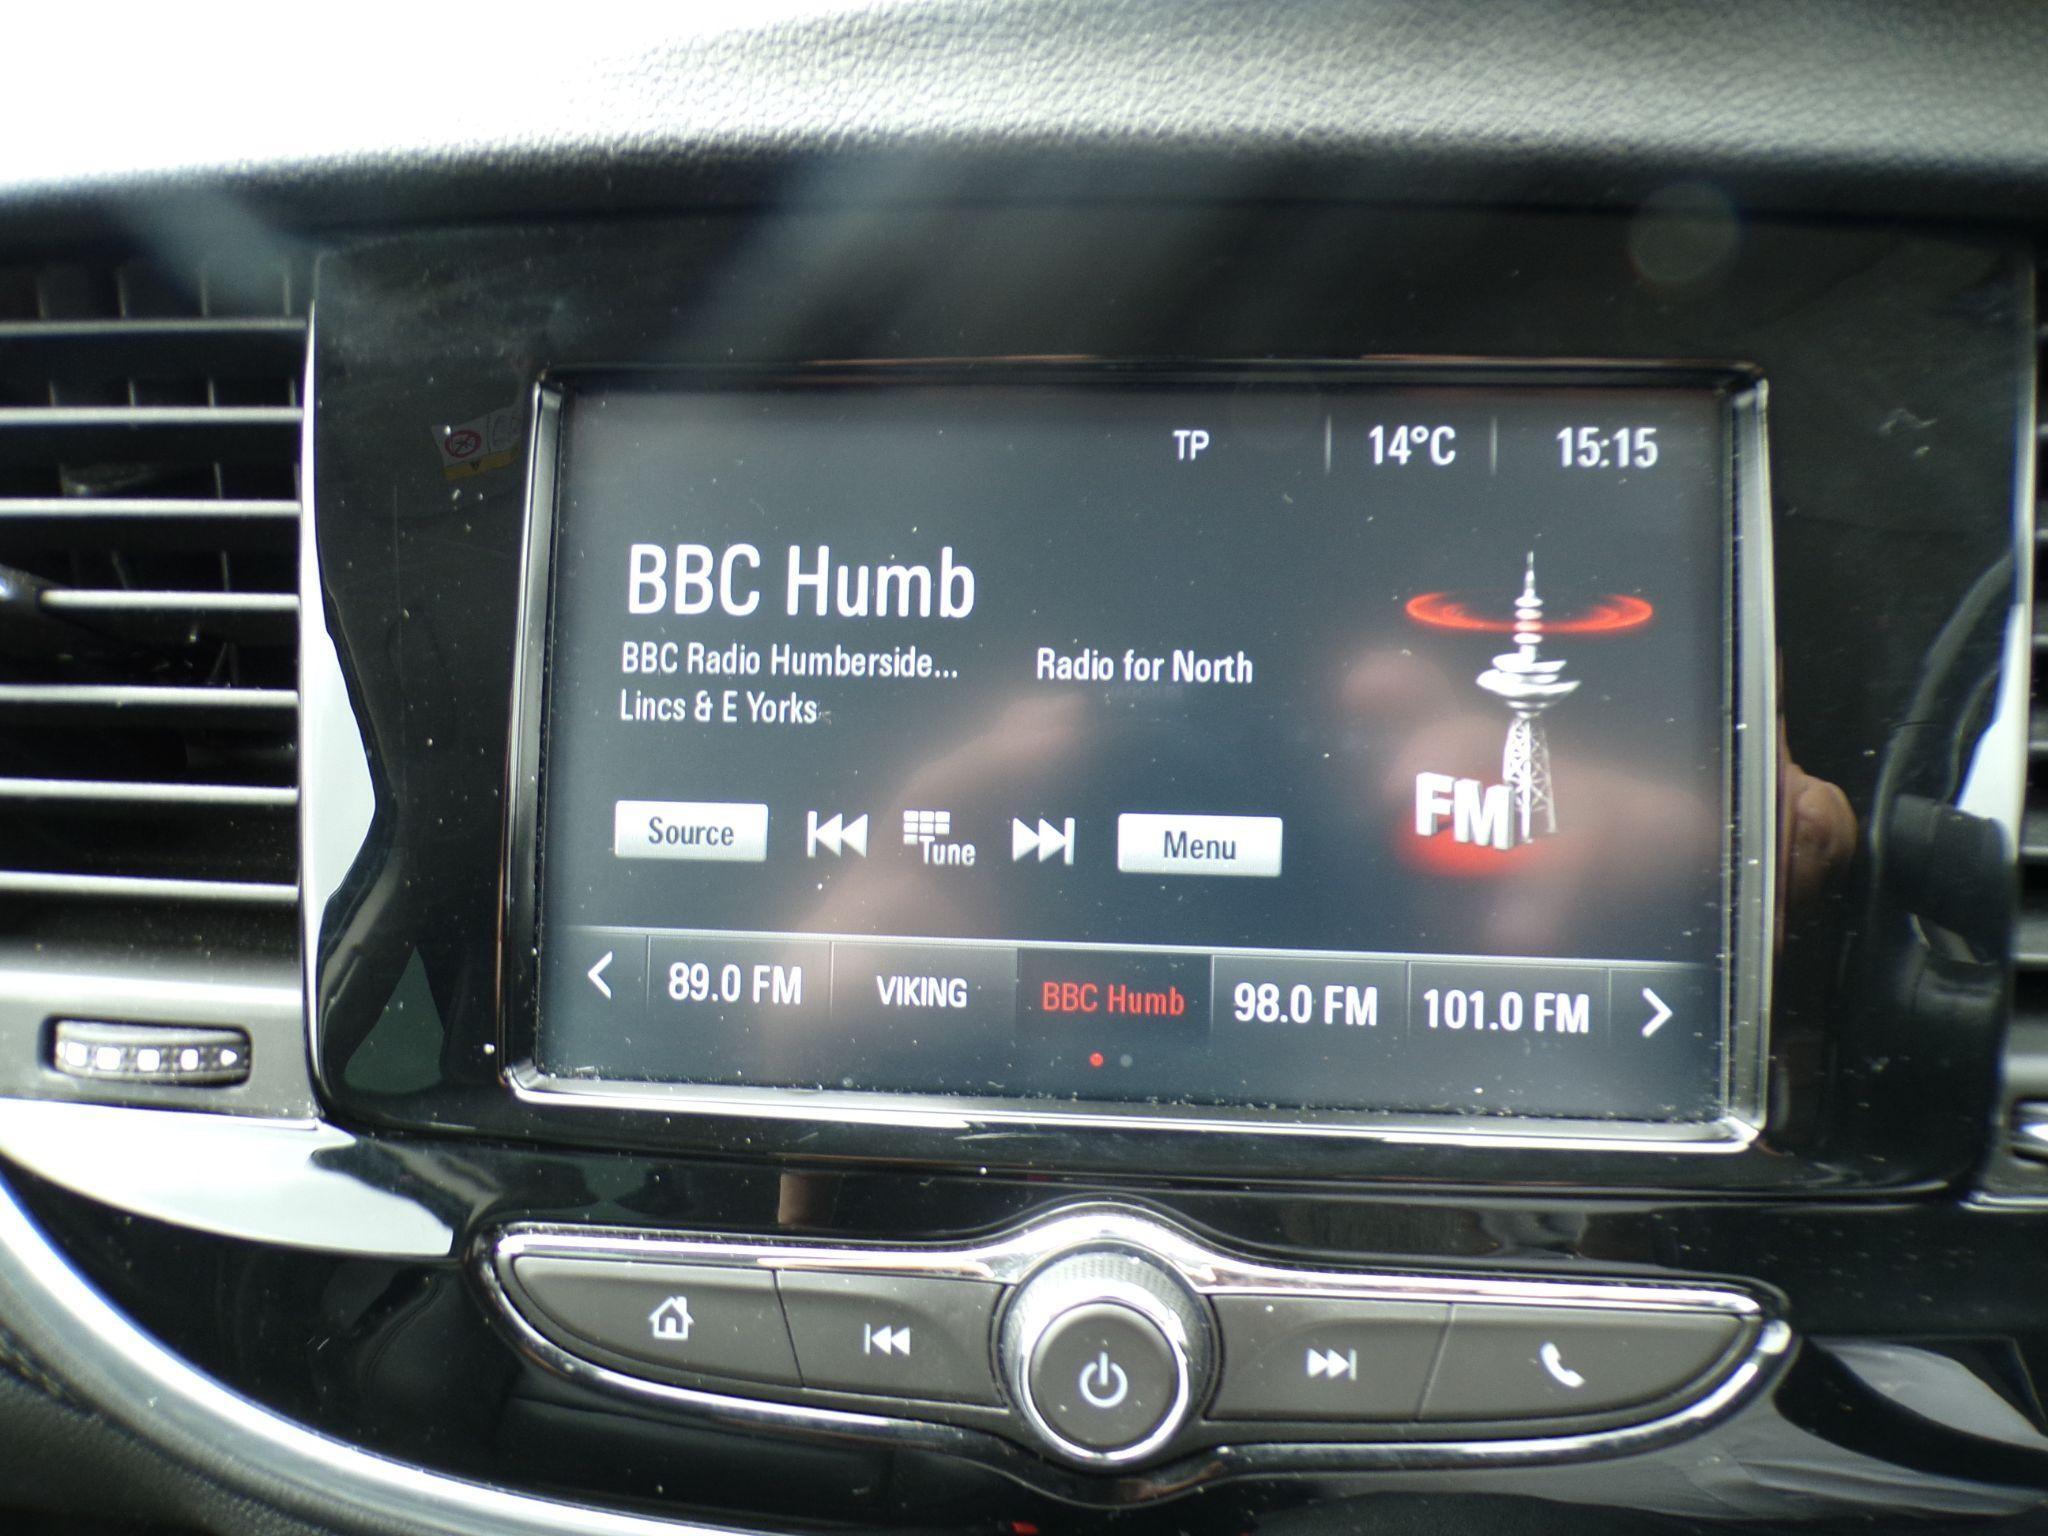 TP 14°C 15:15
BBC Humb
BBC Radio Humberside... Radio for North
Lincs & E Yorks
Source Tune Menu
FM
89.0 FM VIKING BBC Humb 98.0 FM 101.0 FM